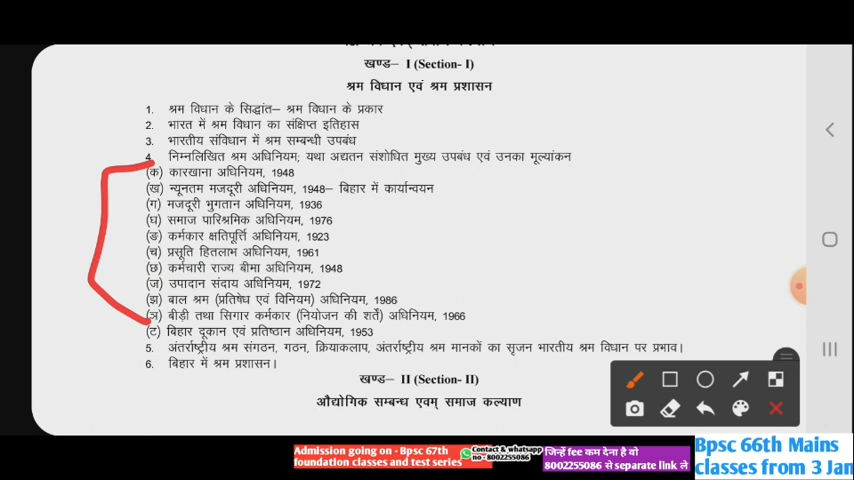 खण्ड– I (Section- I)
श्रम विधान एवं श्रम प्रशासन
1. श्रम विधान के सिद्धांत– श्रम विधान के प्रकार
2. भारत में श्रम विधान का संक्षिप्त इतिहास
3. भारतीय संविधान में श्रम सम्बन्धी उपबंध
4. निम्नलिखित श्रम अधिनियम; यथा अद्यतन संशोधित मुख्य उपबंध एवं उनका मूल्यांकन
(क) कारखाना अधिनियम, 1948
(ख) न्यूनतम मजदूरी अधिनियम, 1948– बिहार में कार्यान्वयन
(ग) मजदूरी भुगतान अधिनियम, 1936
(घ) समाज पारिश्रमिक अधिनियम, 1976
(ङ) कर्मकार क्षतिपूर्त्ति अधिनियम, 1923
(च) प्रसूति हितलाभ अधिनियम, 1961
(छ) कर्मचारी राज्य बीमा अधिनियम, 1948
(ज) उपादान संदाय अधिनियम, 1972
(झ) बाल श्रम (प्रतिषेध एवं विनियम) अधिनियम, 1986
(ञ) बीड़ी तथा सिगार कर्मकार (नियोजन की शर्तें) अधिनियम, 1966
(ट) बिहार दूकान एवं प्रतिष्ठान अधिनियम, 1953
5. अंतर्राष्ट्रीय श्रम संगठन, गठन, क्रियाकलाप, अंतर्राष्ट्रीय श्रम मानकों का सृजन भारतीय श्रम विधान पर प्रभाव।
6. बिहार में श्रम प्रशासन।
खण्ड– II (Section- II)
औद्योगिक सम्बन्ध एवम् समाज कल्याण
Admission going on - Bpsc 67th
foundation classes and test series
Contact & whatsapp
no - 8002255086
जिन्हें fee कम देना है वो
8002255086 से separate link ले
Bpsc 66th Mains
classes from 3 Jan